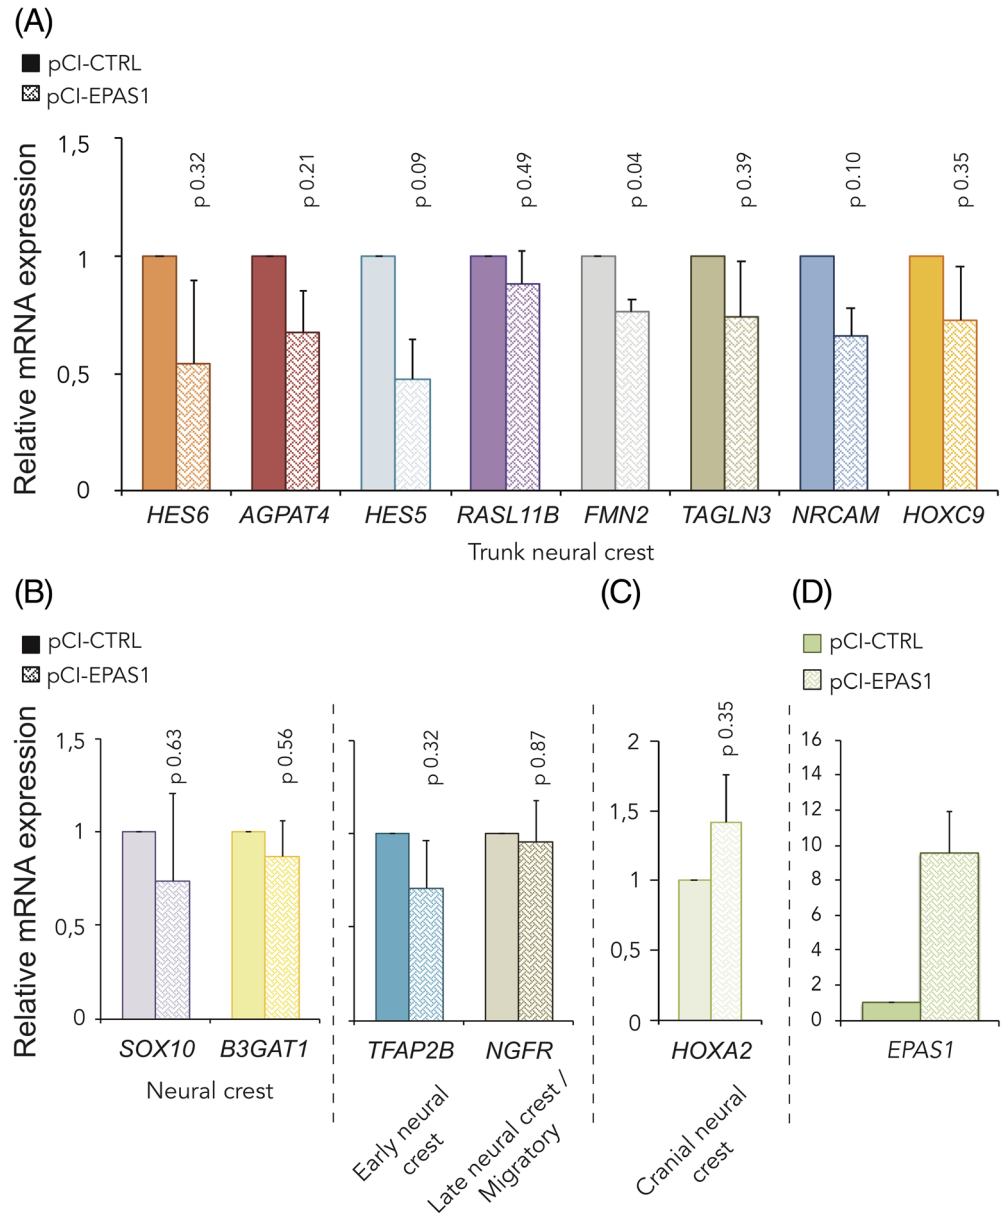 (A)
pCI-CTRL
pCI-EPAS1
Relative mRNA expression
1,5
1
0,5
0
p 0.32
p 0.21
p 0.09
p 0.49
p 0.04
p 0.39
p 0.10
p 0.35
HES6 AGPAT4 HES5 RASL11B FMN2 TAGLN3 NRCAM HOXC9
Trunk neural crest
(B)
pCI-CTRL
pCI-EPAS1
Relative mRNA expression
1,5
1
0,5
0
p 0.63
p 0.56
p 0.32
p 0.87
SOX10 B3GAT1 TFAP2B NGFR
Neural crest
Early neural
crest
Late neural crest /
Migratory
(C)
2
1,5
1
0,5
0
p 0.35
HOXA2
Cranial neural
crest
(D)
pCI-CTRL
pCI-EPAS1
16
14
12
10
8
6
4
2
0
EPAS1